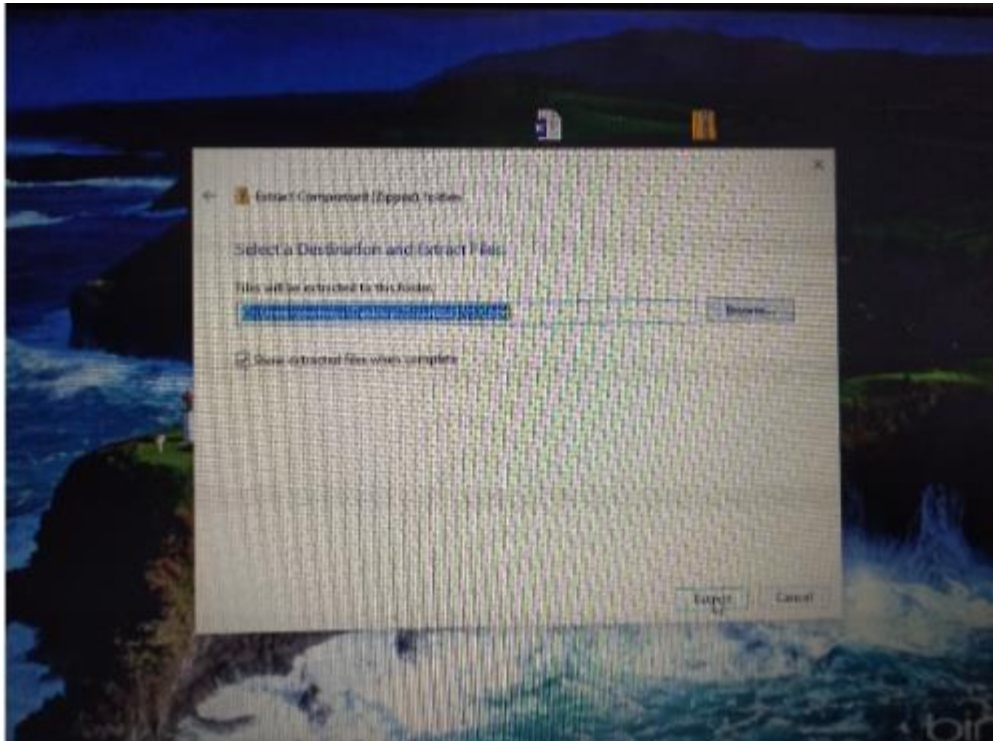 Extract Compressed (Zipped) Folders
Select a Destination and Extract Files
Files will be extracted to this folder:
Browse...
Show extracted files when complete
Extract
Cancel